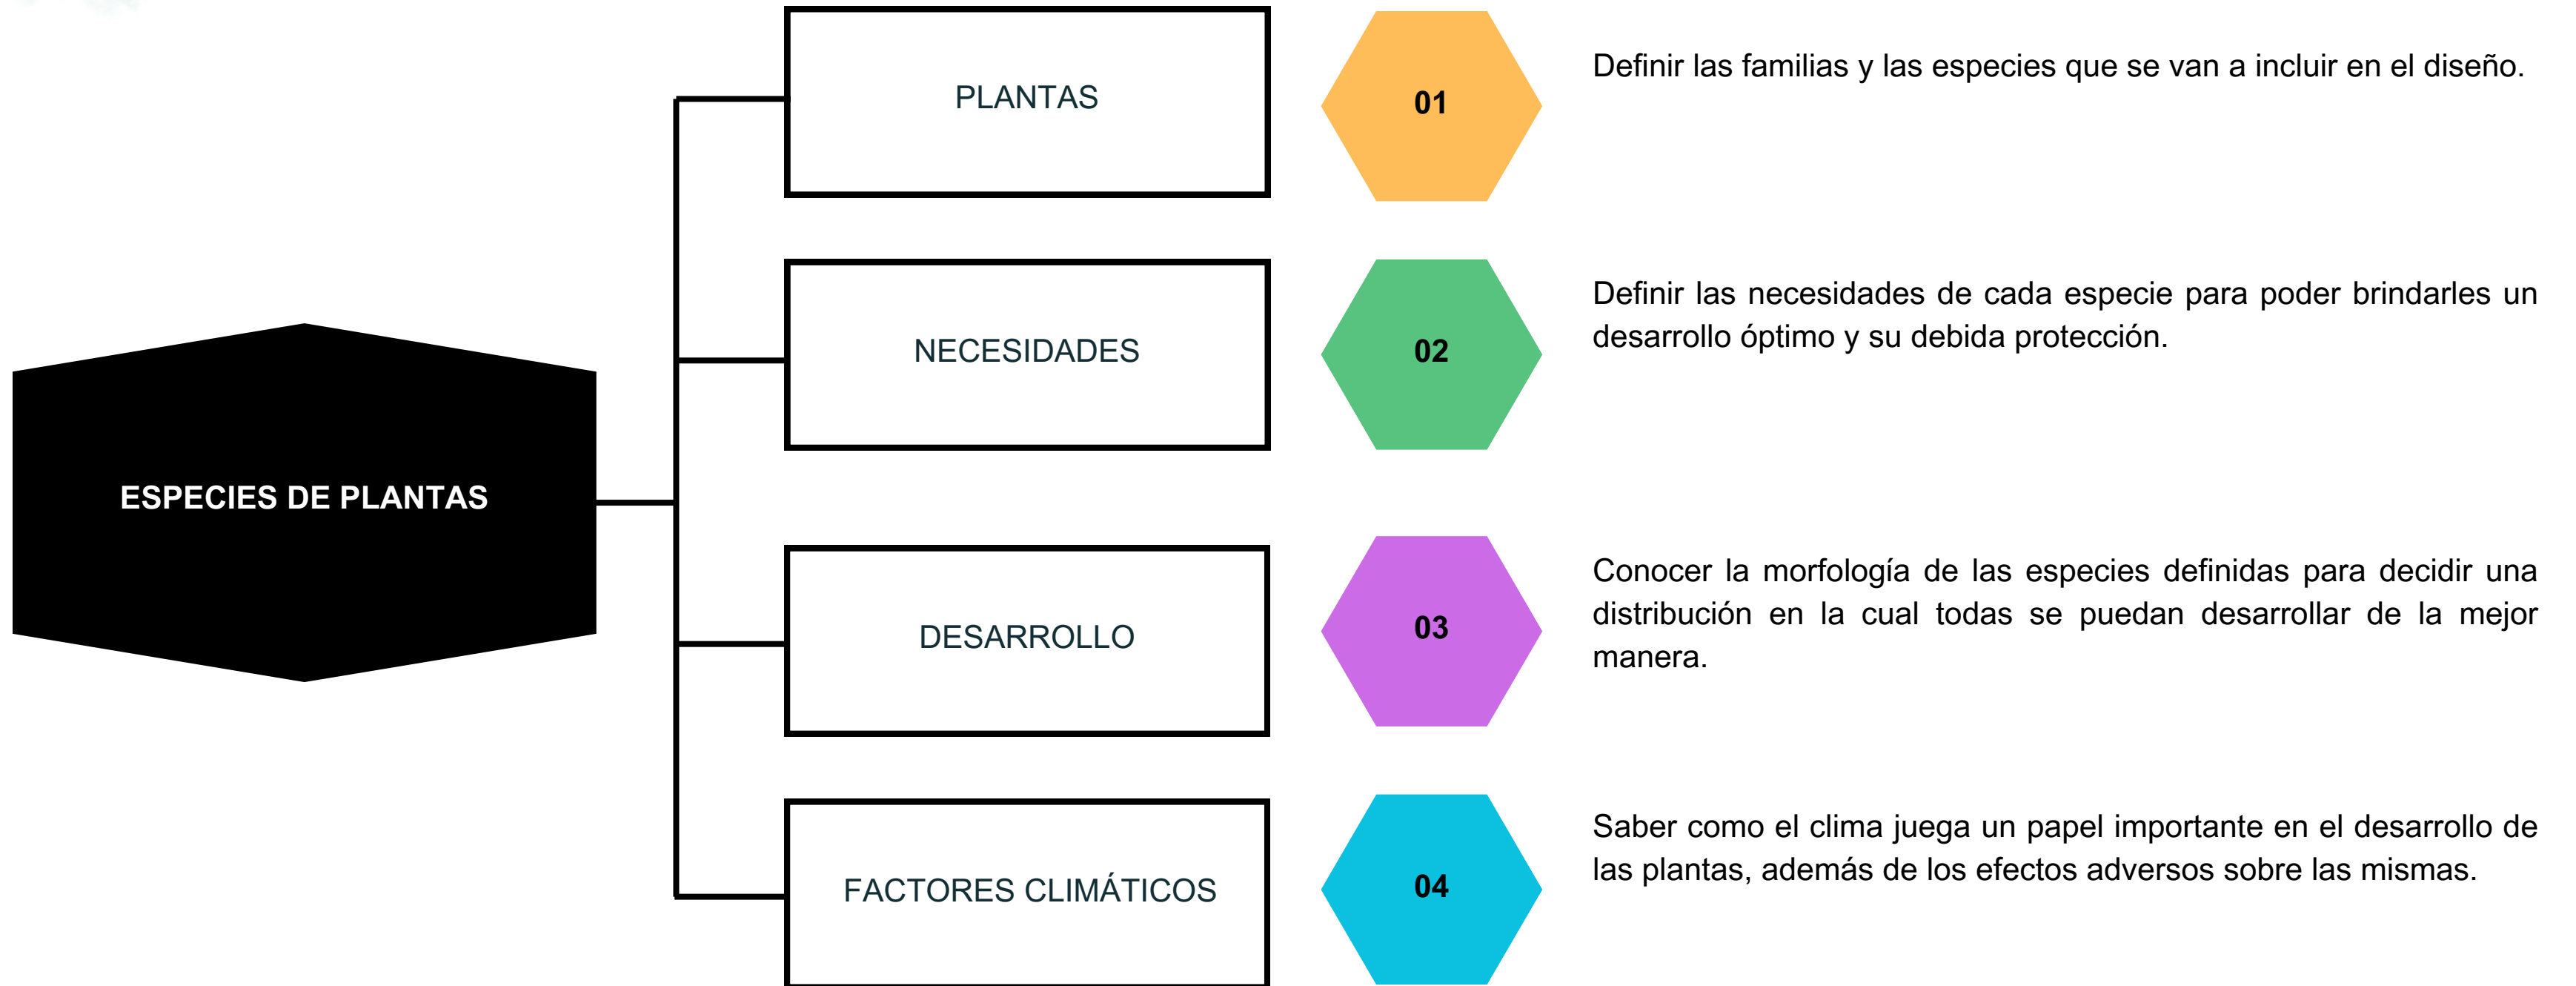 PLANTAS
01
Definir las familias y las especies que se van a incluir en el diseño.
NECESIDADES
02
Definir las necesidades de cada especie para poder brindarles un
desarrollo óptimo y su debida protección.
ESPECIES DE PLANTAS
DESARROLLO
03
Conocer la morfología de las especies definidas para decidir una
distribución en la cual todas se puedan desarrollar de la mejor
manera.
FACTORES CLIMÁTICOS
04
Saber como el clima juega un papel importante en el desarrollo de
las plantas, además de los efectos adversos sobre las mismas.